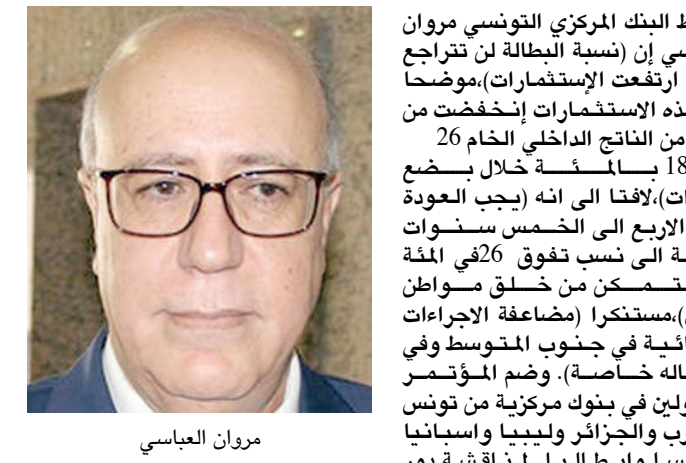 ظ البنك المركزي التونسي مروان
سي إن (نسبة البطالة لن تتراجع
ارتفعت الإستثمارات)،موضحا
ذه الاستثمارات إنخفضت من
من الناتج الداخلي الخام 26
18 بالمئة خلال بضع
ات)،لافتا الى انه (يجب العودة
الاربع الى الخمس سنوات
ة الى نسب تفوق 26في المئة
تمكن من خلق مواطن
)،مستنكرا (مضاعفة الاجراءات
ائية في جنوب المتوسط وفي
اله خاصة). وضم المؤتمر
ولين في بنوك مركزية من تونس
رب والجزائر وليبيا واسبانيا
مروان العباسي